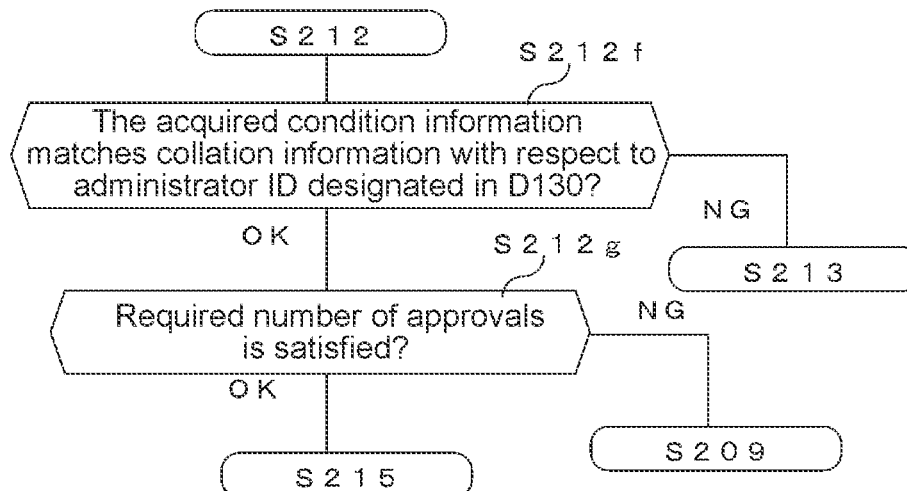 S212
S212f
The acquired condition information
matches collation information with respect to
administrator ID designated in D130?
NG
OK
S212g
S213
Required number of approvals
is satisfied?
NG
OK
S209
S215